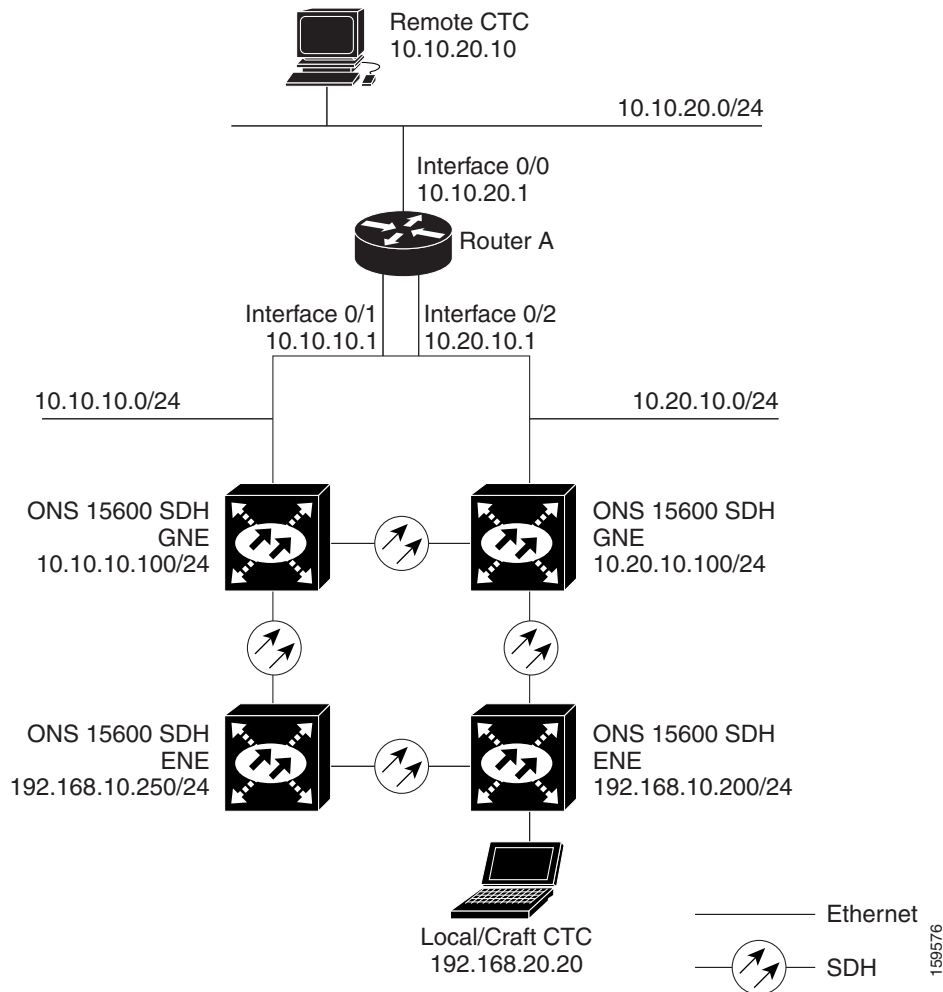 Remote CTC
10.10.20.10
10.10.20.0/24
Interface 0/0
10.10.20.1
Router A
Interface 0/1
10.10.10.1
Interface 0/2
10.20.10.1
10.10.10.0/24
10.20.10.0/24
ONS 15600 SDH
GNE
10.10.10.100/24
ONS 15600 SDH
GNE
10.20.10.100/24
ONS 15600 SDH
ENE
192.168.10.250/24
ONS 15600 SDH
ENE
192.168.10.200/24
Local/Craft CTC
192.168.20.20
Ethernet
SDH
159576